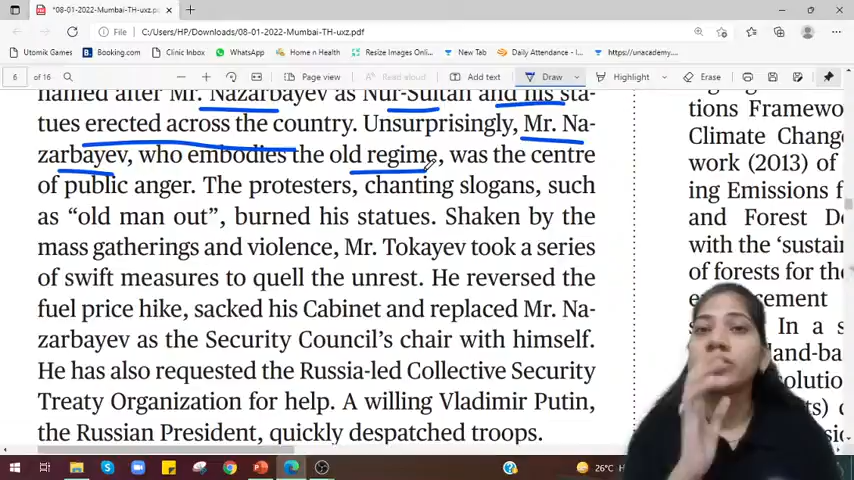 *08-01-2022-Mumbai-TH-uxz.p
File
C:/Users/HP/Downloads/08-01-2022-Mumbai-TH-uxz.pdf
Utomik Games
Booking.com
Clinic Inbox
WhatsApp
Home n Health
Resize Images Onl...
New Tab
Daily Attendance - I...
https://unacademy....
6 of 16
Page view
Read aloud
Add text
Draw
Highlight
Erase
named after Mr. Nazarbayev as Nur-Sultan and his sta-
tues erected across the country. Unsurprisingly, Mr. Na-
zarbayev, who embodies the old regime, was the centre
of public anger. The protesters, chanting slogans, such
as “old man out”, burned his statues. Shaken by the
mass gatherings and violence, Mr. Tokayev took a series
of swift measures to quell the unrest. He reversed the
fuel price hike, sacked his Cabinet and replaced Mr. Na-
zarbayev as the Security Council’s chair with himself.
He has also requested the Russia-led Collective Security
Treaty Organization for help. A willing Vladimir Putin,
the Russian President, quickly despatched troops.
tions Framewo
Climate Chang
work (2013) of
ing Emissions f
and Forest D
with the ‘sustai
of forests for the
In a s
land-ba
26°C